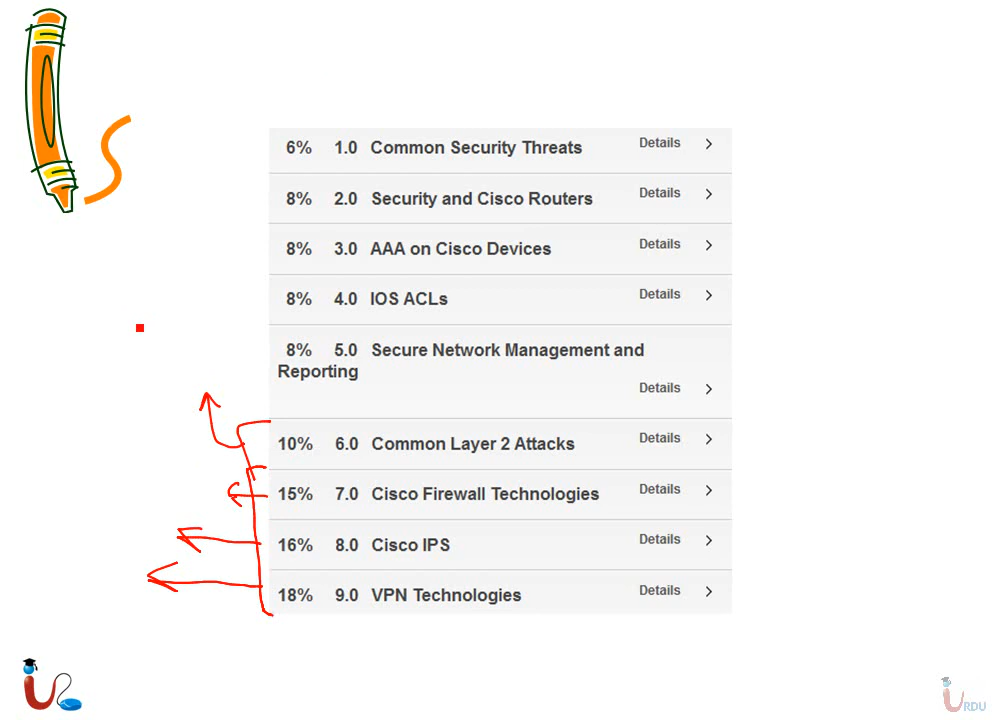 6% 1.0 Common Security Threats Details
8% 2.0 Security and Cisco Routers Details
8% 3.0 AAA on Cisco Devices Details
8% 4.0 IOS ACLs Details
8% 5.0 Secure Network Management and
Reporting
Details
10% 6.0 Common Layer 2 Attacks Details
15% 7.0 Cisco Firewall Technologies Details
16% 8.0 Cisco IPS Details
18% 9.0 VPN Technologies Details
iU
iURDU